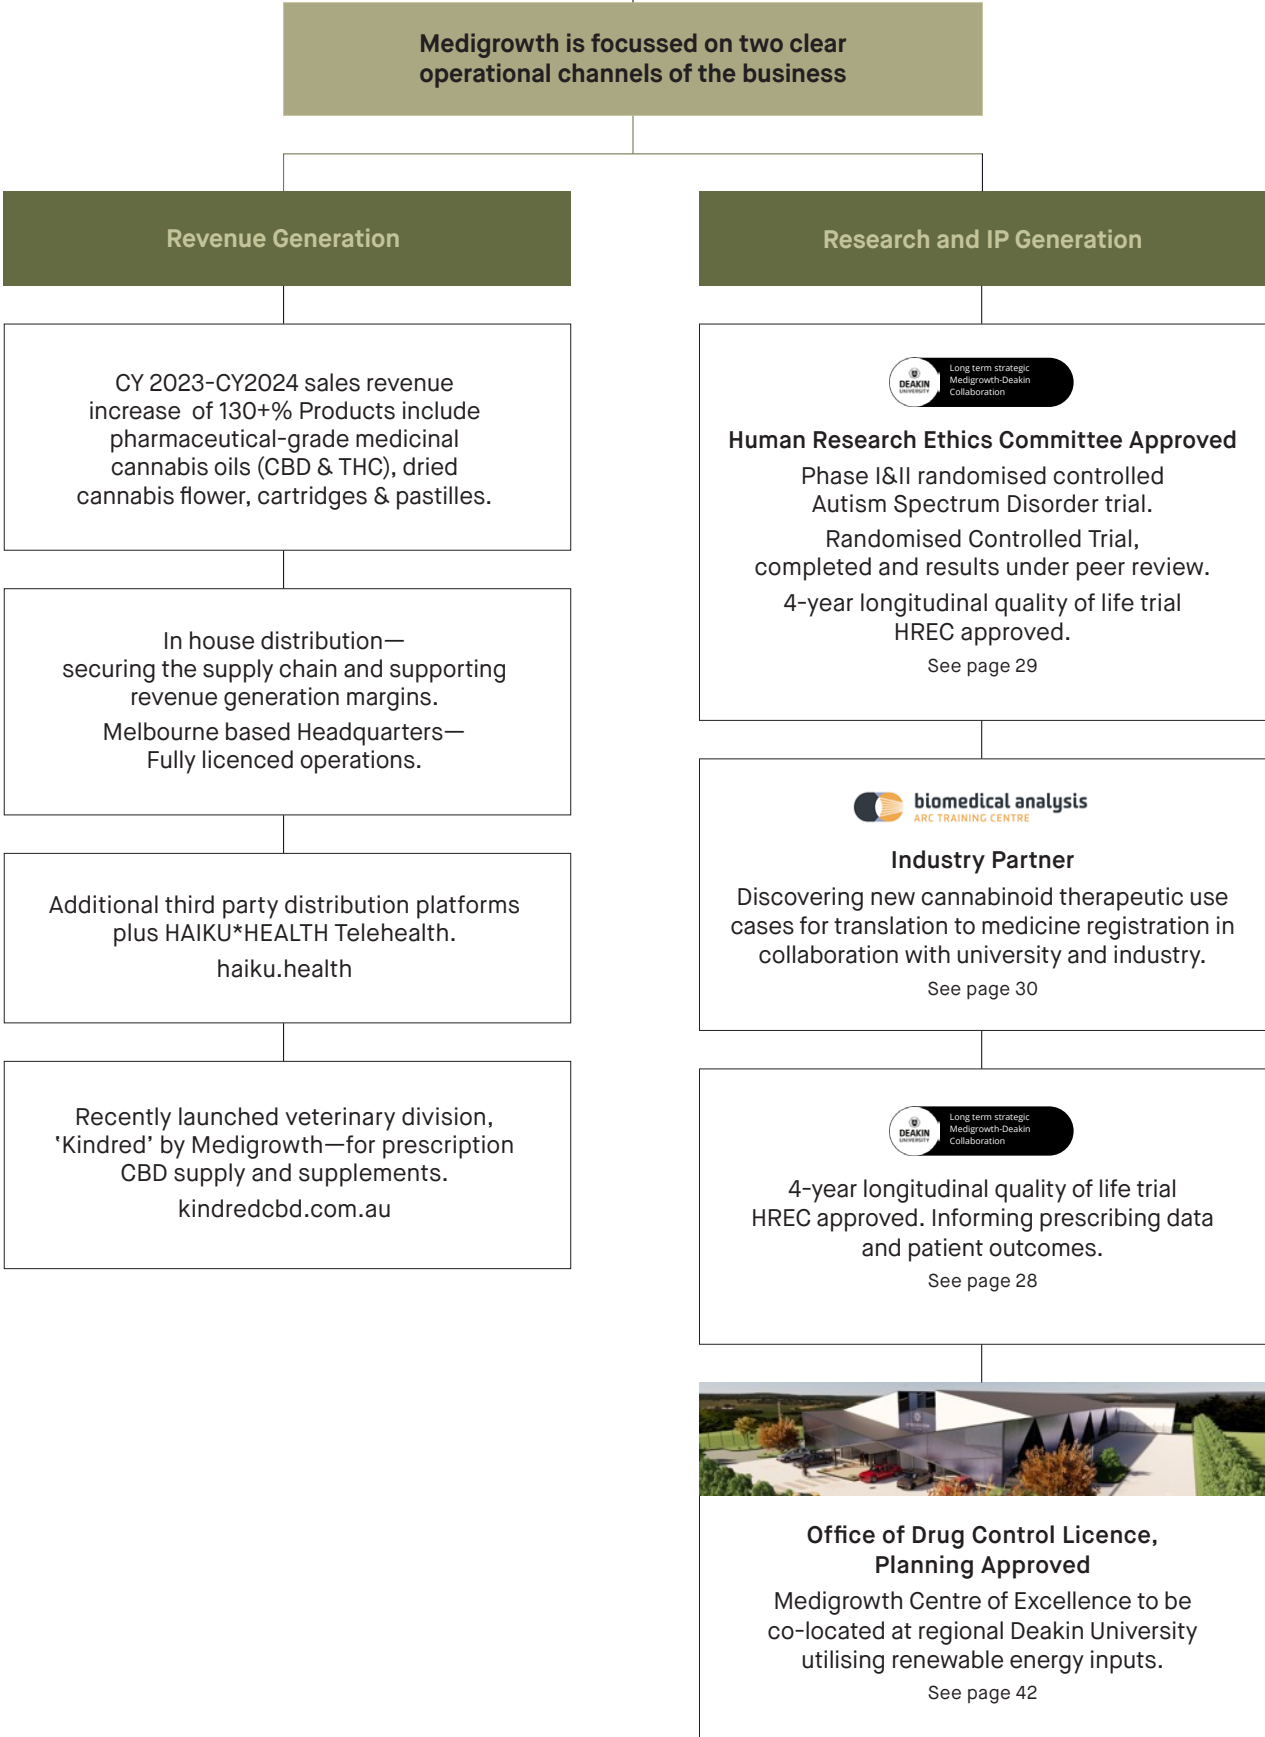 Medigrowth is focussed on two clear
operational channels of the business
Revenue Generation
CY 2023-CY2024 sales revenue
increase of 130+% Products include
pharmaceutical-grade medicinal
cannabis oils (CBD & THC), dried
cannabis flower, cartridges & pastilles.
In house distribution—
securing the supply chain and supporting
revenue generation margins.
Melbourne based Headquarters—
Fully licenced operations.
Additional third party distribution platforms
plus HAIKU*HEALTH Telehealth.
haiku.health
Recently launched veterinary division,
‘Kindred’ by Medigrowth—for prescription
CBD supply and supplements.
kindredcbd.com.au
Research and IP Generation
DEAKIN
UNIVERSITY
Long term strategic
Medigrowth-Deakin
Collaboration
Human Research Ethics Committee Approved
Phase I&II randomised controlled
Autism Spectrum Disorder trial.
Randomised Controlled Trial,
completed and results under peer review.
4-year longitudinal quality of life trial
HREC approved.
See page 29
biomedical analysis
ARC TRAINING CENTRE
Industry Partner
Discovering new cannabinoid therapeutic use
cases for translation to medicine registration in
collaboration with university and industry.
See page 30
DEAKIN
UNIVERSITY
Long term strategic
Medigrowth-Deakin
Collaboration
4-year longitudinal quality of life trial
HREC approved. Informing prescribing data
and patient outcomes.
See page 28
Office of Drug Control Licence,
Planning Approved
Medigrowth Centre of Excellence to be
co-located at regional Deakin University
utilising renewable energy inputs.
See page 42